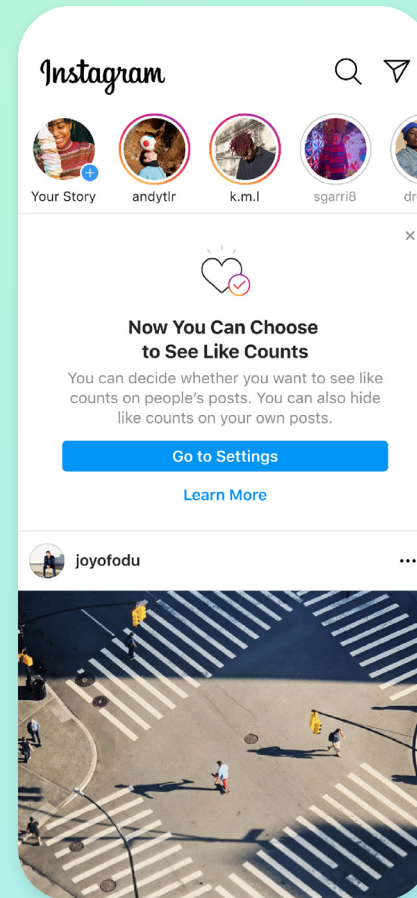 Instagram
Your Story
andytlr
k.m.l
sgarri8
Now You Can Choose
to See Like Counts
You can decide whether you want to see like
counts on people's posts. You can also hide
like counts on your own posts.
Go to Settings
Learn More
joyofodu